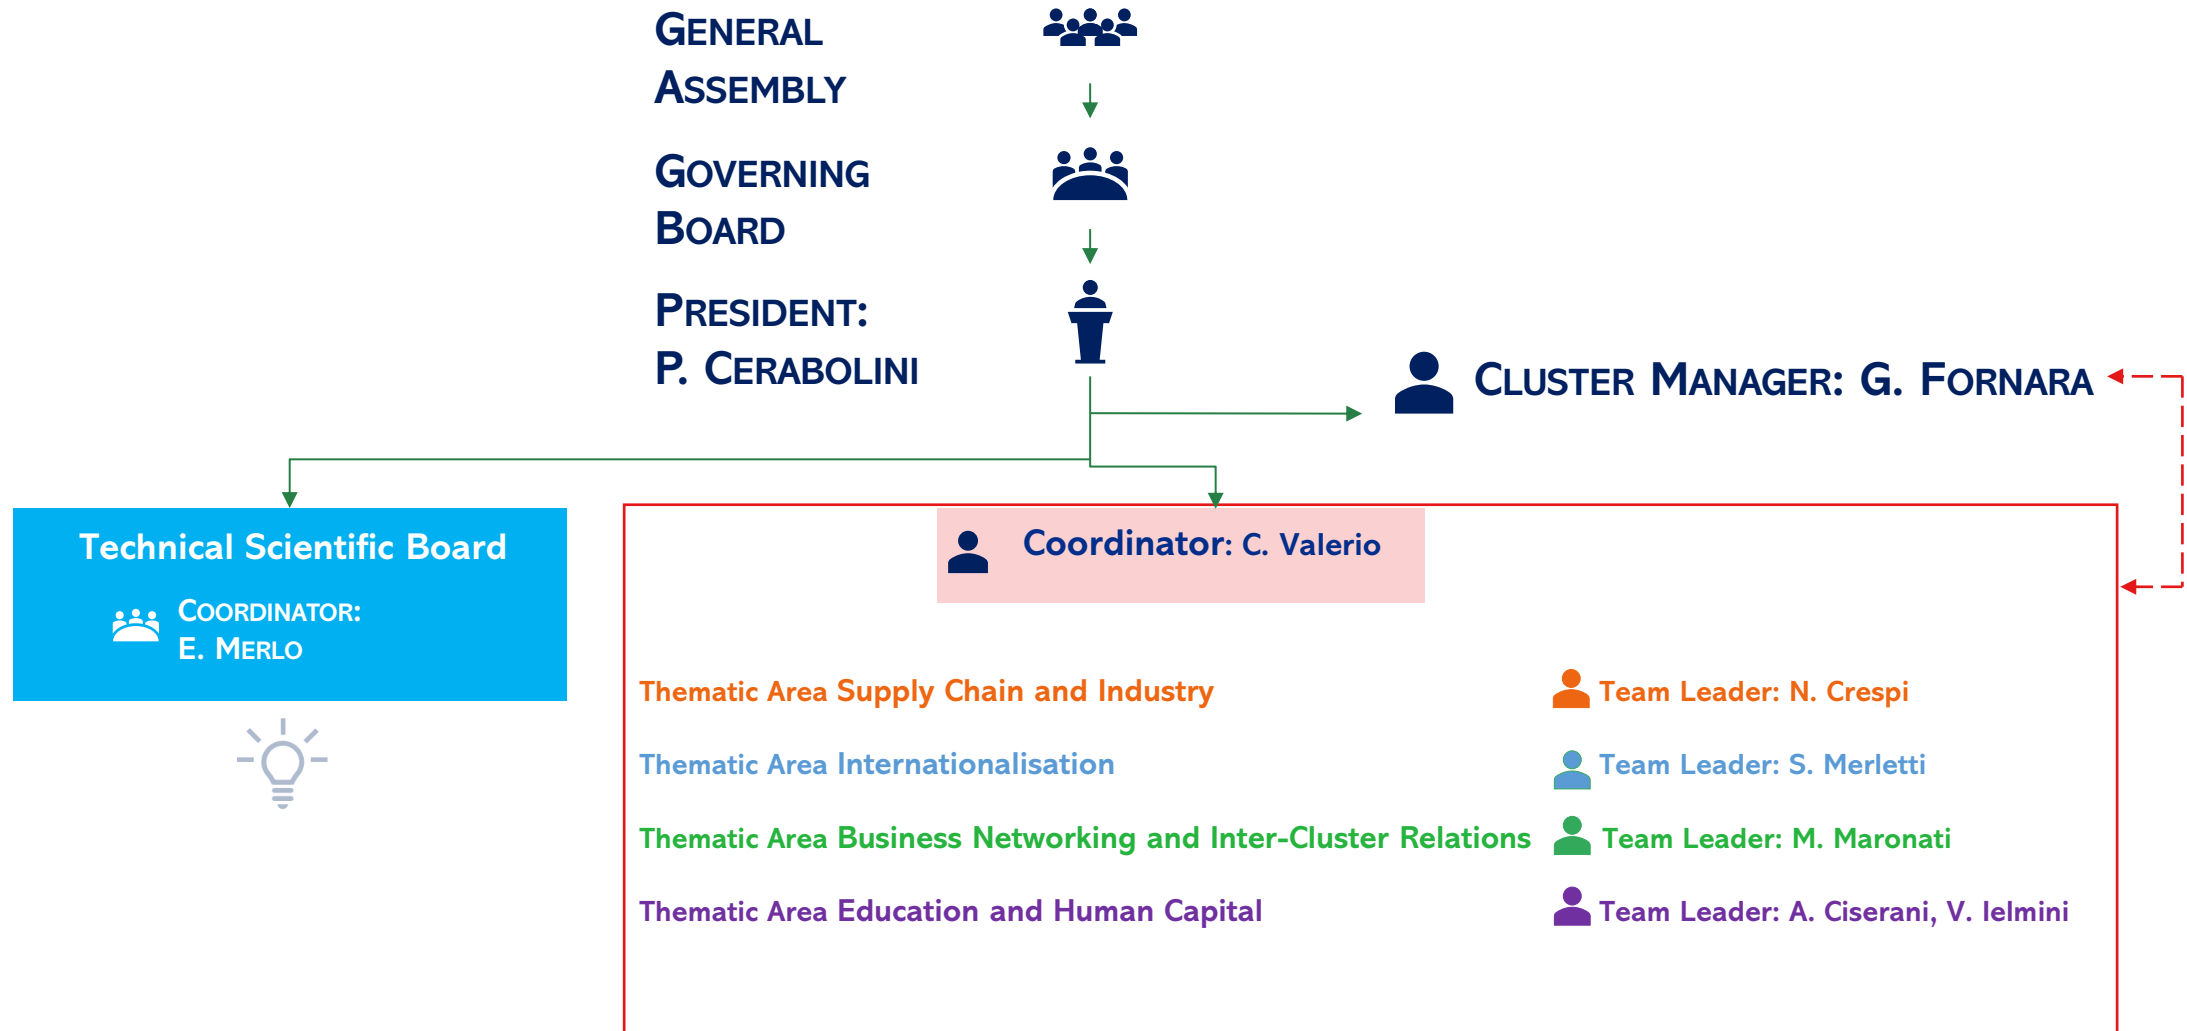 GENERAL
ASSEMBLY
GOVERNING
BOARD
PRESIDENT:
P. CERABOLINI
CLUSTER MANAGER: G. FORNARA
Technical Scientific Board
COORDINATOR:
E. MERLO
Coordinator: C. Valerio
Thematic Area Supply Chain and Industry Team Leader: N. Crespi
Thematic Area Internationalisation Team Leader: S. Merletti
Thematic Area Business Networking and Inter-Cluster Relations Team Leader: M. Maronati
Thematic Area Education and Human Capital Team Leader: A. Ciserani, V. Ielmini